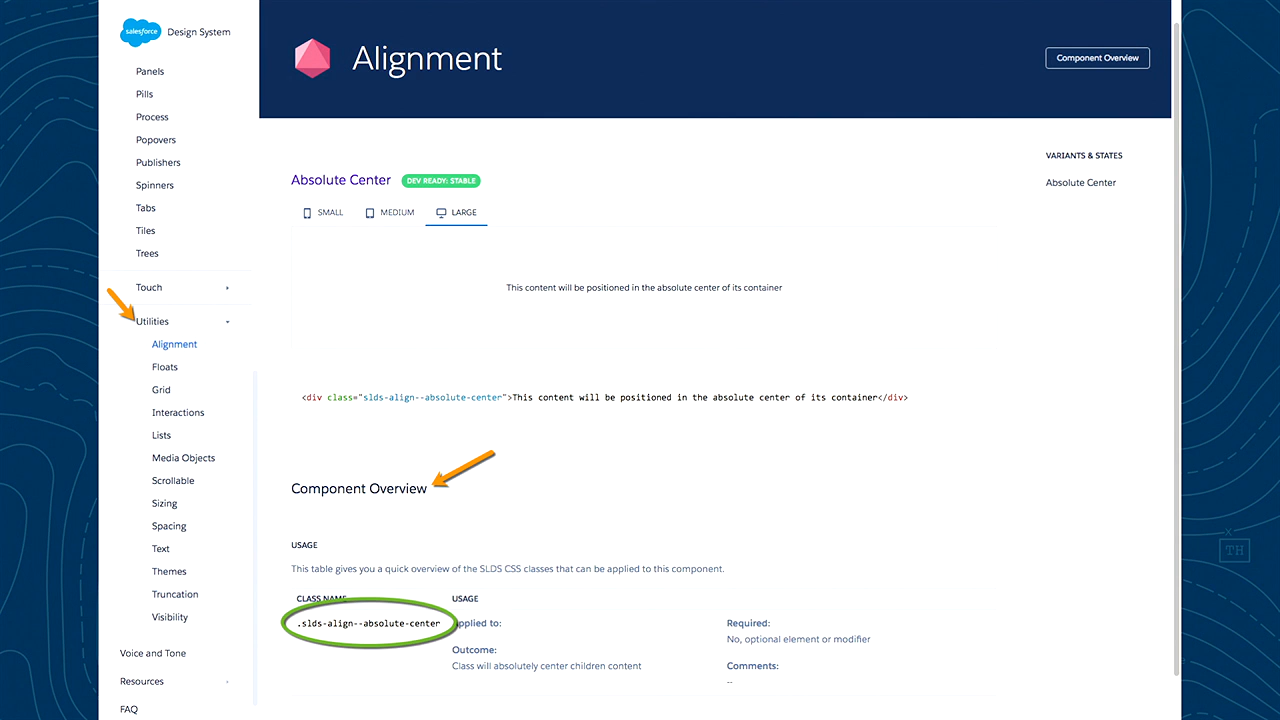 salesforce Design System
Panels
Pills
Process
Popovers
Publishers
Spinners
Tabs
Tiles
Trees
Touch
Utilities
Alignment
Floats
Grid
Interactions
Lists
Media Objects
Scrollable
Sizing
Spacing
Text
Themes
Truncation
Visibility
Voice and Tone
Resources
FAQ
Alignment
Component Overview
Absolute Center DEV READY: STABLE
SMALL MEDIUM LARGE
This content will be positioned in the absolute center of its container
<div class="slds-align--absolute-center">This content will be positioned in the absolute center of its container</div>
Component Overview
USAGE
This table gives you a quick overview of the SLDS CSS classes that can be applied to this component.
CLASS NAME USAGE
.slds-align--absolute-center
Applied to:
Outcome:
Class will absolutely center children content
Required:
No, optional element or modifier
Comments:
--
VARIANTS & STATES
Absolute Center
TH